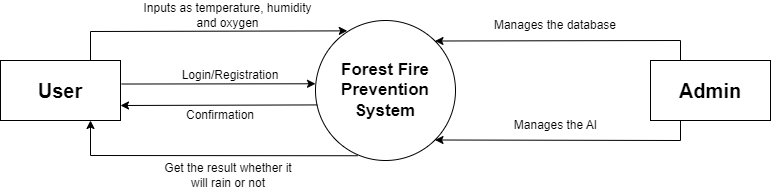 Inputs as temperature, humidity
and oxygen
Manages the database
Login/Registration
Forest Fire
Prevention
System
User
Admin
Confirmation
Manages the AI
Get the result whether it
will rain or not